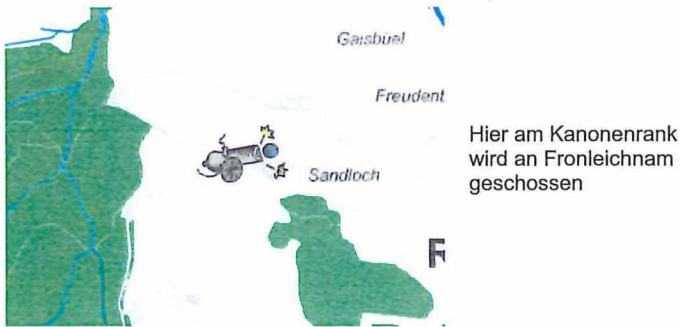 Gaisbüel
Freudent
Sandloch
Hier am Kanonenrank
wird an Fronleichnam
geschossen
F